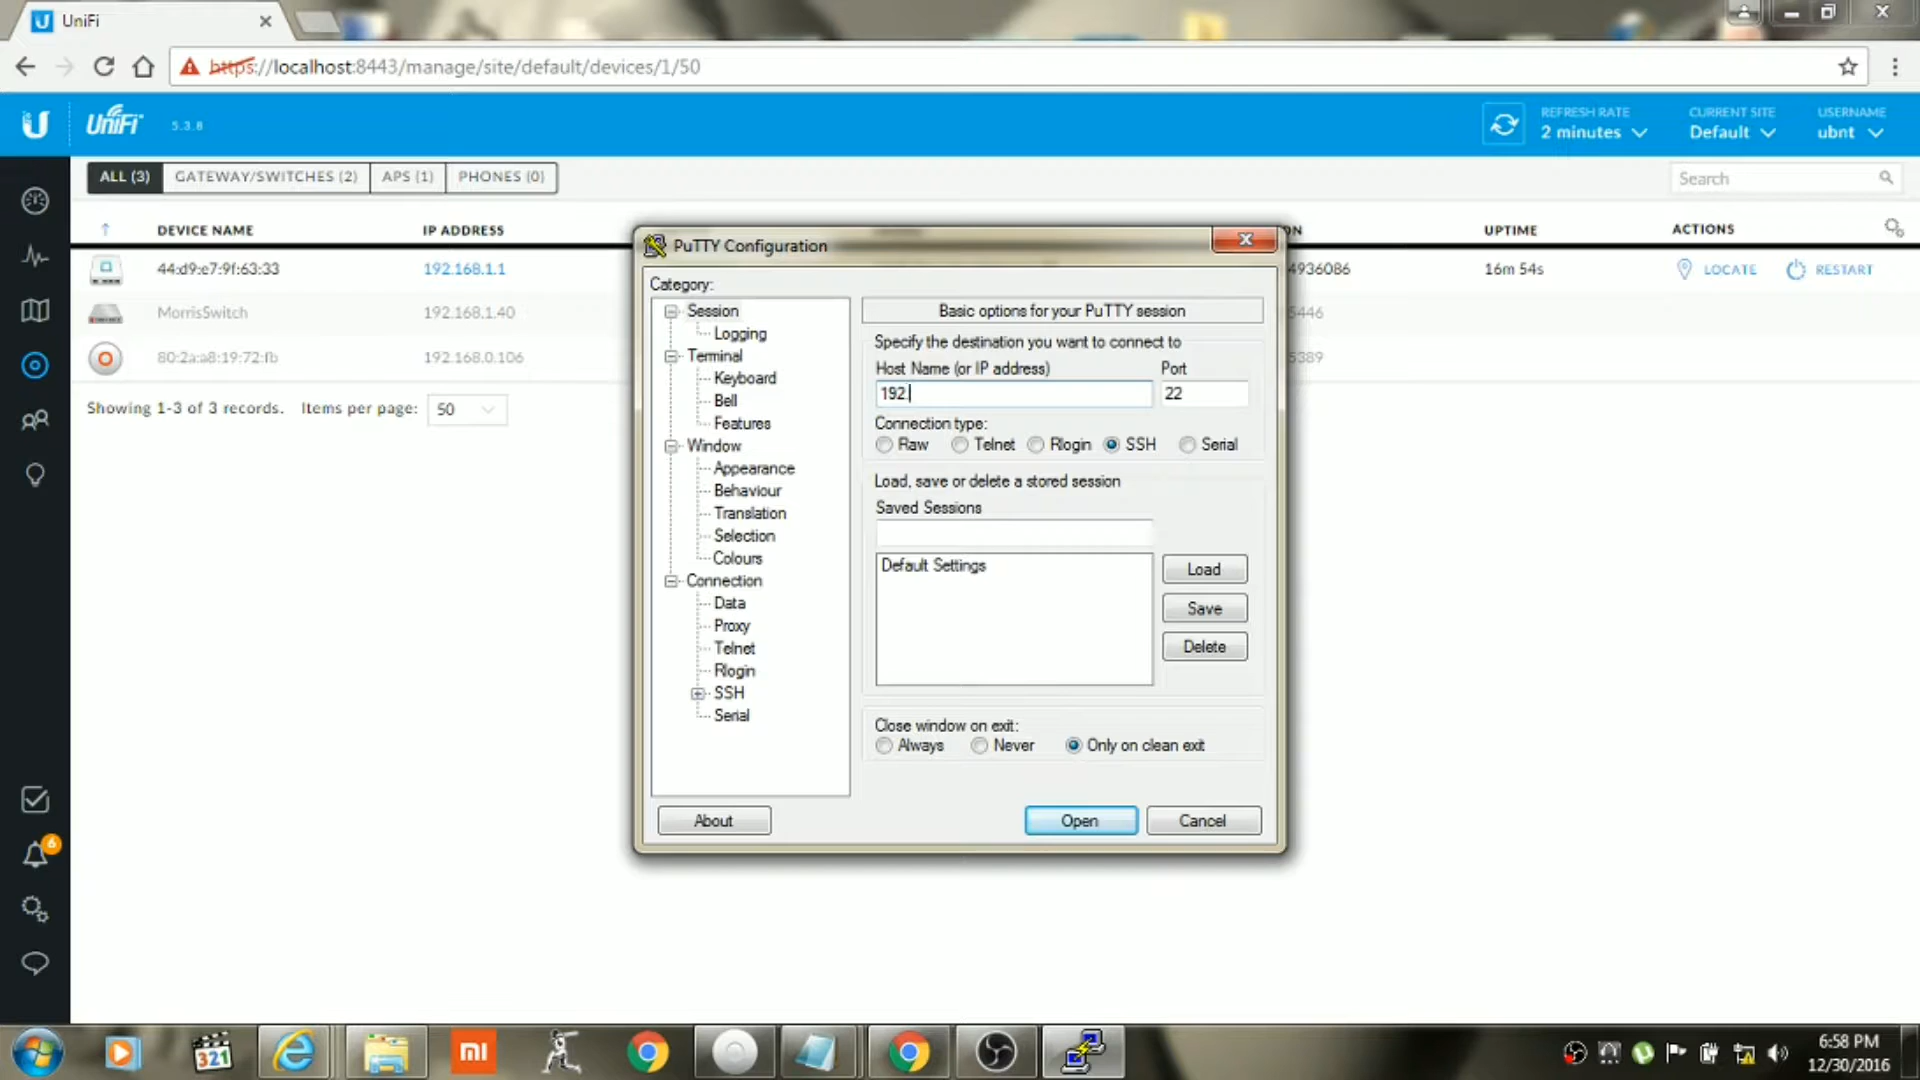 UniFi
https://localhost:8443/manage/site/default/devices/1/50
U UniFi 5.3.8
REFRESH RATE
2 minutes
CURRENT SITE
Default
USERNAME
ubnt
ALL (3) GATEWAY/SWITCHES (2) APS (1) PHONES (0)
Search
DEVICE NAME IP ADDRESS ON UPTIME ACTIONS
44:d9:e7:9f:63:33 192.168.1.1 4936086 16m 54s LOCATE RESTART
MorrisSwitch 192.168.1.40 5446
80:2a:a8:19:72:fb 192.168.0.106 5389
Showing 1-3 of 3 records. Items per page: 50
6
PuTTY Configuration
Category:
Session
Logging
Terminal
Keyboard
Bell
Features
Window
Appearance
Behaviour
Translation
Selection
Colours
Connection
Data
Proxy
Telnet
Rlogin
SSH
Serial
Basic options for your PuTTY session
Specify the destination you want to connect to
Host Name (or IP address) Port
192. 22
Connection type:
Raw Telnet Rlogin SSH Serial
Load, save or delete a stored session
Saved Sessions
Default Settings
Load
Save
Delete
Close window on exit:
Always Never Only on clean exit
About Open Cancel
321
mi
6:58 PM
12/30/2016